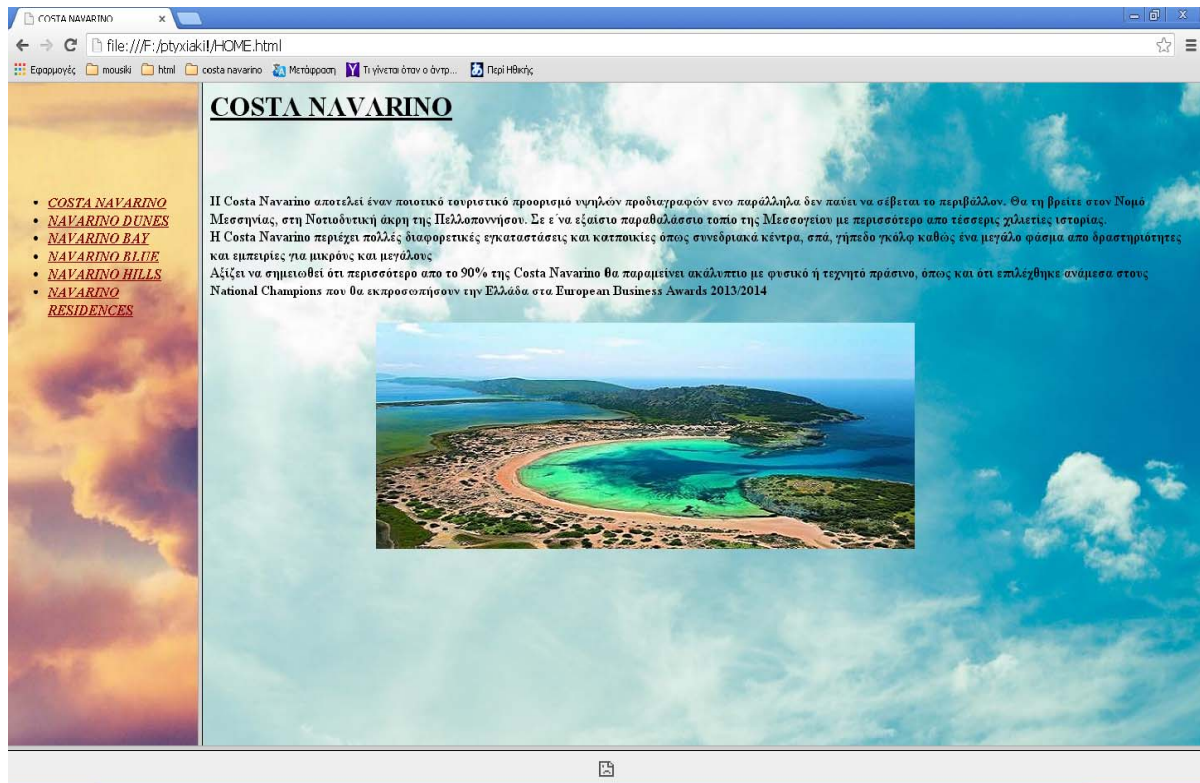 COSTA NAVARINO
file:///F:/ptyxiaki!/HOME.html
Εφαρμογές mousiki html costa navarino Μετάφραση Τι γίνεται όταν ο άντρ... Περί Ηθικής
COSTA NAVARINO
COSTA NAVARINO
NAVARINO DUNES
NAVARINO BAY
NAVARINO BLUE
NAVARINO HILLS
NAVARINO
RESIDENCES
Η Costa Navarino αποτελεί έναν ποιοτικό τουριστικό προορισμό υψηλών προδιαγραφών ενω παράλληλα δεν παύει να σέβεται το περιβάλλον. Θα τη βρείτε στον Νομό
Μεσσηνίας, στη Νοτιοδυτική άκρη της Πελλοποννήσου. Σε ε΄να εξαίσιο παραθαλάσσιο τοπίο της Μεσσογείου με περισσότερο απο τέσσερις χιλιετίες ιστορίας.
Η Costa Navarino περιέχει πολλές διαφορετικές εγκαταστάσεις και κατποικίες όπως συνεδριακά κέντρα, σπά, γήπεδο γκόλφ καθώς ένα μεγάλο φάσμα απο δραστηριότητες
και εμπειρίες για μικρούς και μεγάλους
Αξίζει να σημειωθεί ότι περισσότερο απο το 90% της Costa Navarino θα παραμείνει ακάλυπτιο με φυσικό ή τεχνητό πράσινο, όπως και ότι επιλέχθηκε ανάμεσα στους
National Champions που θα εκπροσωπήσουν την Ελλάδα στα European Business Awards 2013/2014